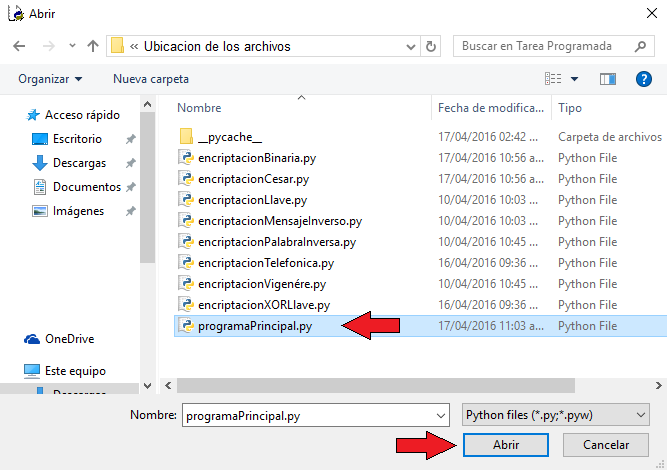 Abrir
« Ubicacion de los archivos
Buscar en Tarea Programada
Organizar
Nueva carpeta
Nombre
Fecha de modifica...
Tipo
Acceso rápido
Escritorio
Descargas
Documentos
Imágenes
OneDrive
Este equipo
Descargas
__pycache__ 17/04/2016 02:42 ... Carpeta de archivos
encriptacionBinaria.py 17/04/2016 10:56 a... Python File
encriptacionCesar.py 17/04/2016 10:56 a... Python File
encriptacionLlave.py 10/04/2016 10:03 ... Python File
encriptacionMensajeInverso.py 10/04/2016 10:03 ... Python File
encriptacionPalabraInversa.py 10/04/2016 10:45 ... Python File
encriptacionTelefonica.py 16/04/2016 09:36 ... Python File
encriptacionVigenére.py 10/04/2016 10:45 ... Python File
encriptacionXORLlave.py 16/04/2016 09:36 ... Python File
programaPrincipal.py 17/04/2016 11:03 a... Python File
Nombre: programaPrincipal.py
Python files (*.py;*.pyw)
Abrir
Cancelar